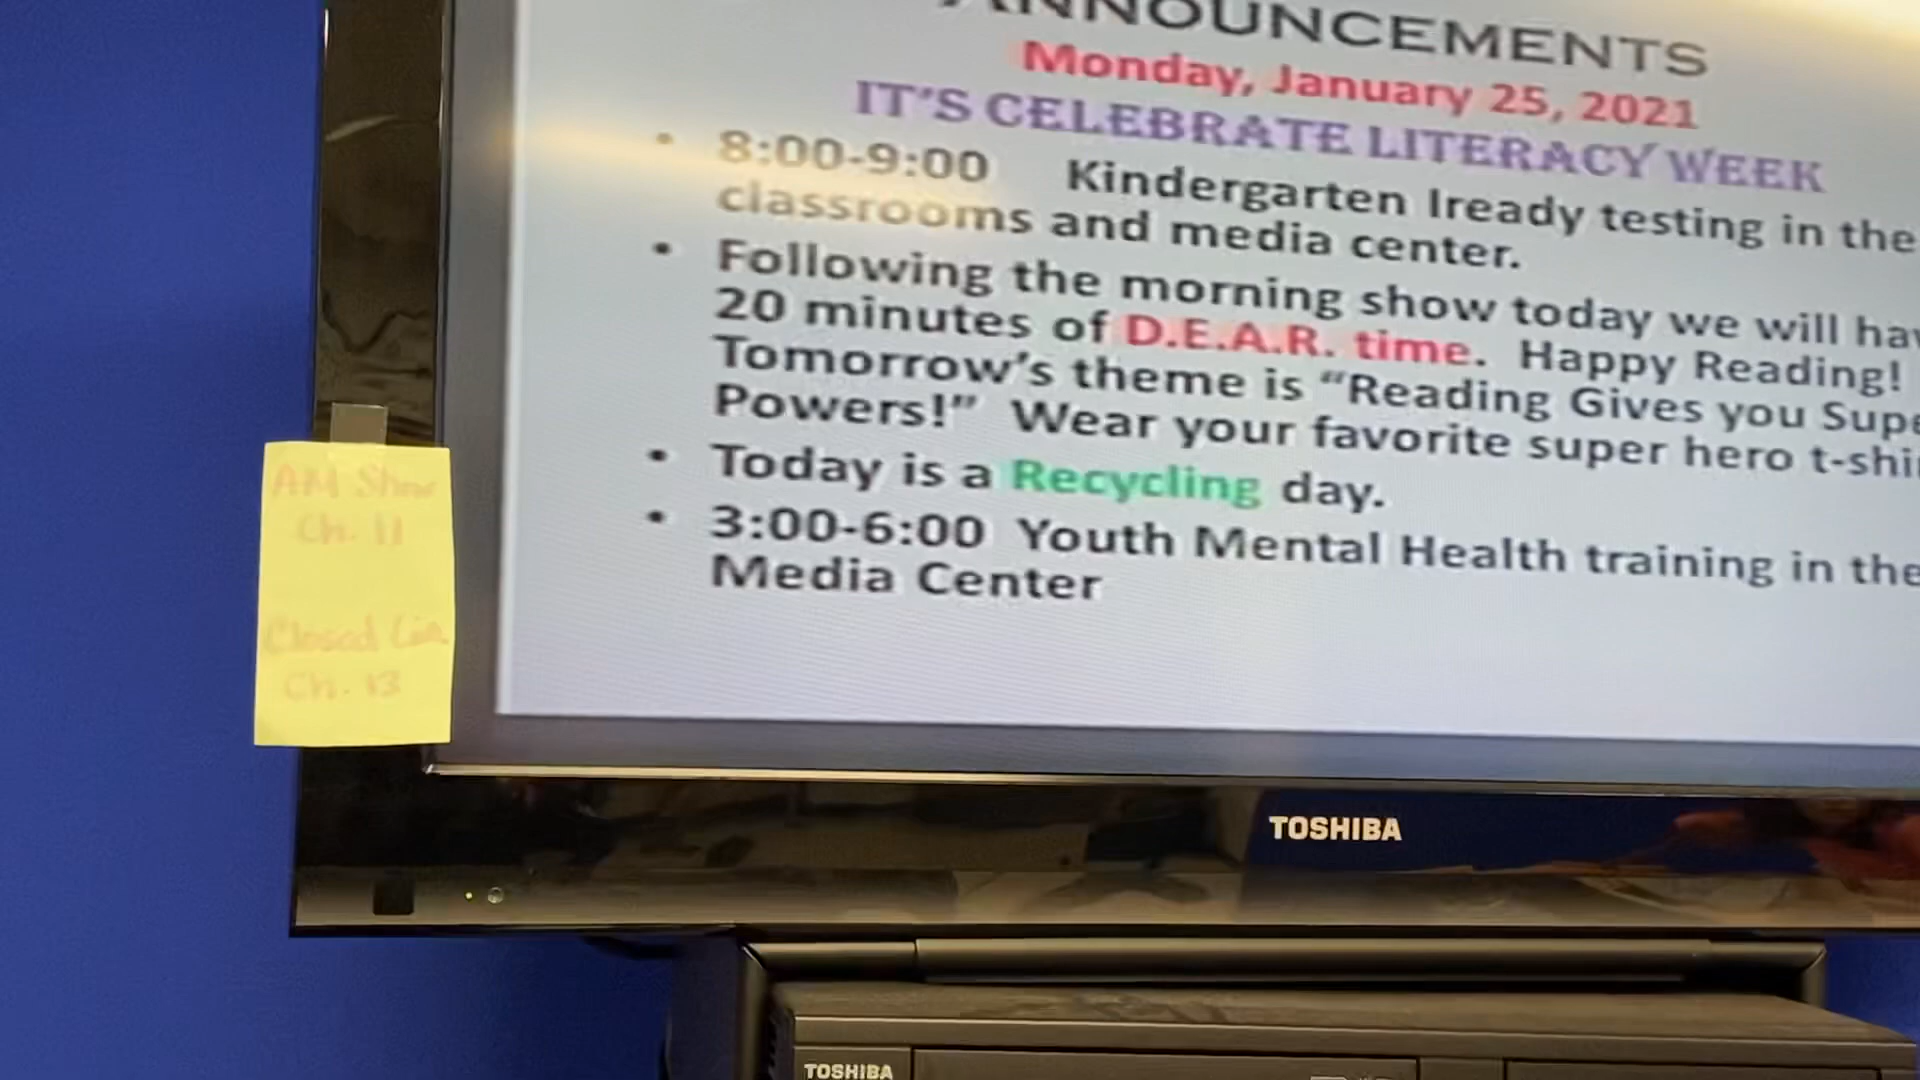 ANNOUNCEMENTS
Monday, January 25, 2021
IT'S CELEBRATE LITERACY WEEK
• 8:00-9:00 Kindergarten Iready testing in the
classrooms and media center.
• Following the morning show today we will hav
20 minutes of D.E.A.R. time. Happy Reading!
Tomorrow's theme is "Reading Gives you Supe
Powers!" Wear your favorite super hero t-shi
• Today is a Recycling day.
• 3:00-6:00 Youth Mental Health training in the
Media Center
AM Show
Ch. 11
Closed
Ch. 13
TOSHIBA
TOSHIBA